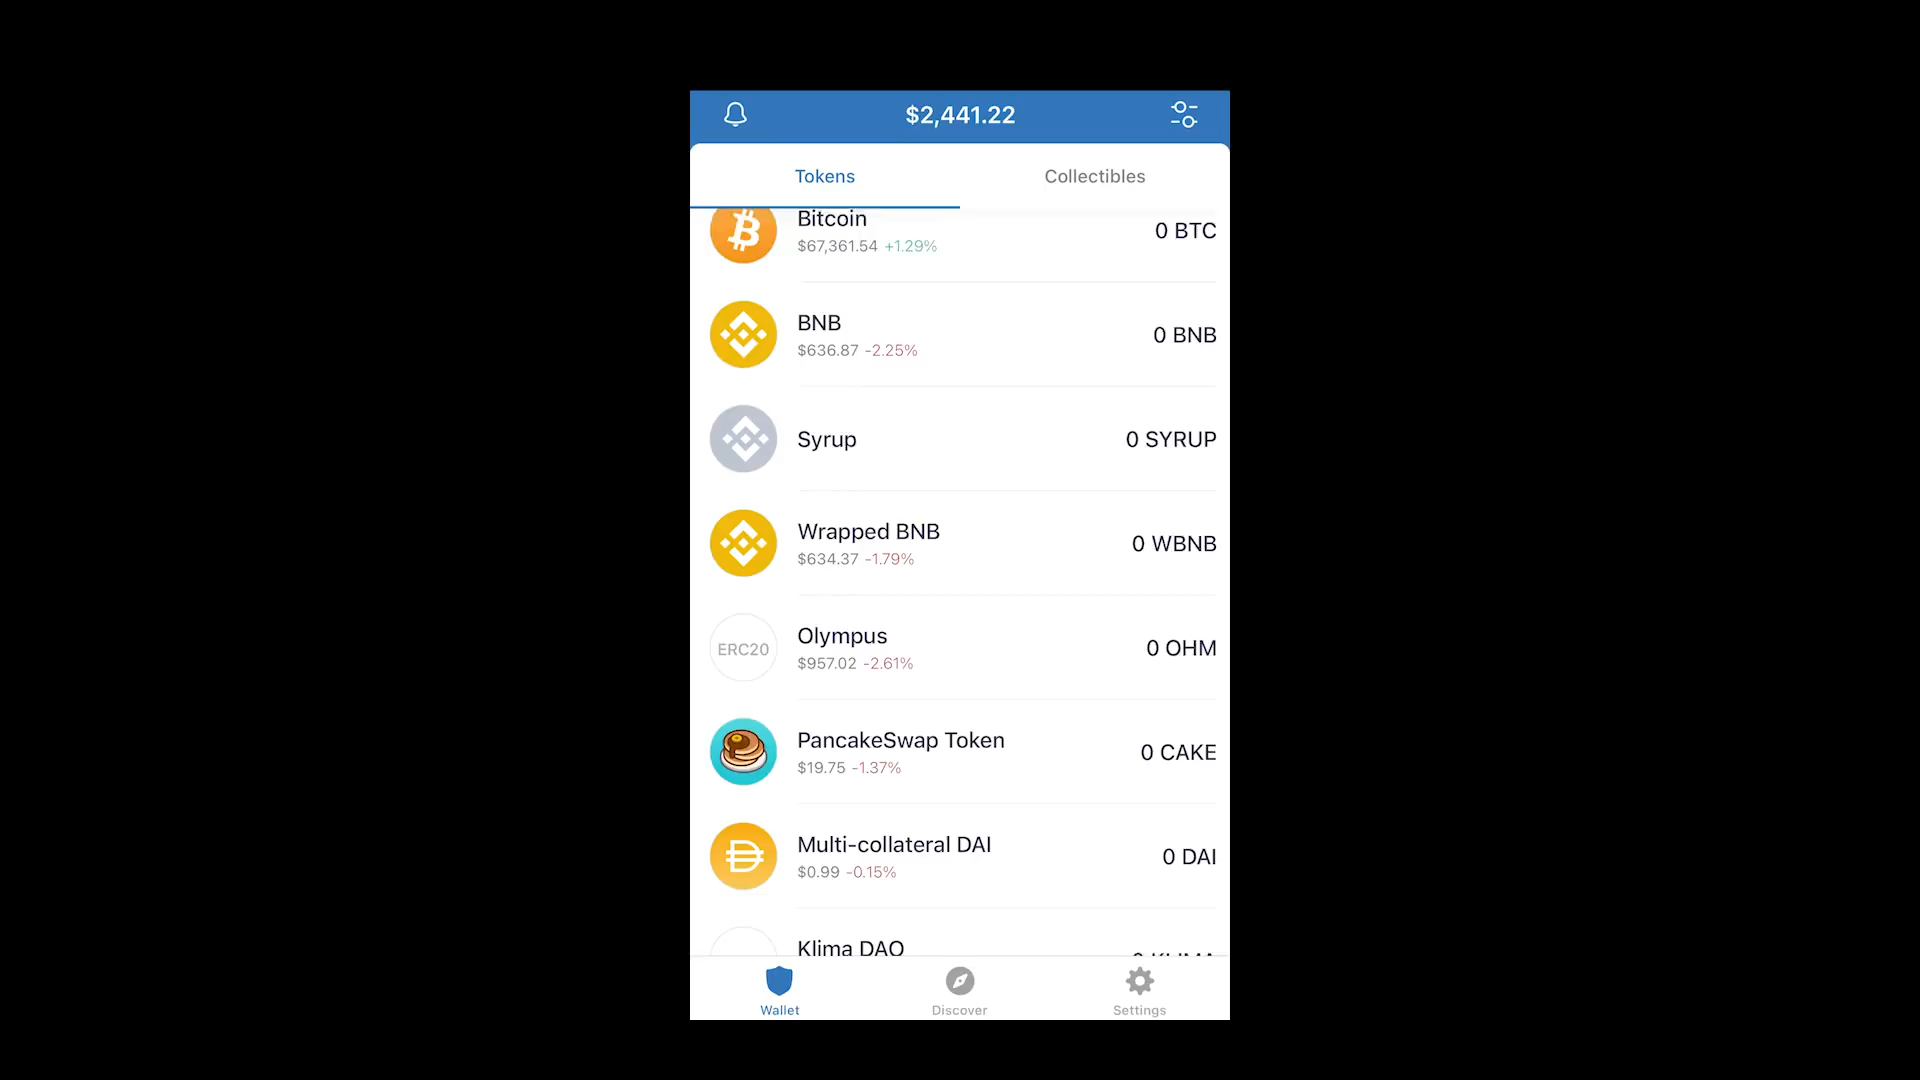 $2,441.22
Tokens
Collectibles
Bitcoin
$67,361.54 +1.29%
0 BTC
BNB
$636.87 -2.25%
0 BNB
Syrup
0 SYRUP
Wrapped BNB
$634.37 -1.79%
0 WBNB
ERC20
Olympus
$957.02 -2.61%
0 OHM
PancakeSwap Token
$19.75 -1.37%
0 CAKE
Multi-collateral DAI
$0.99 -0.15%
0 DAI
Klima DAO
0 KLIMA
Wallet
Discover
Settings